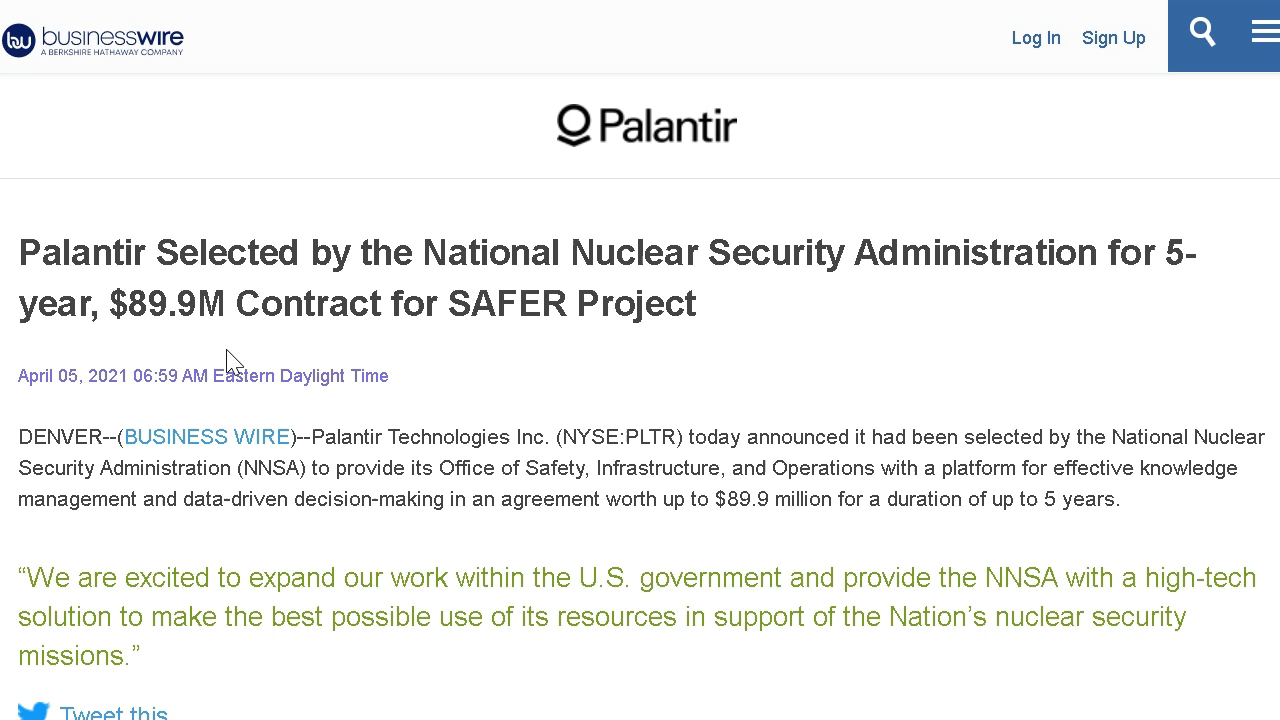 bw businesswire
A BERKSHIRE HATHAWAY COMPANY
Log In Sign Up
Palantir
Palantir Selected by the National Nuclear Security Administration for 5-
year, $89.9M Contract for SAFER Project
April 05, 2021 06:59 AM Eastern Daylight Time
DENVER--(BUSINESS WIRE)--Palantir Technologies Inc. (NYSE:PLTR) today announced it had been selected by the National Nuclear
Security Administration (NNSA) to provide its Office of Safety, Infrastructure, and Operations with a platform for effective knowledge
management and data-driven decision-making in an agreement worth up to $89.9 million for a duration of up to 5 years.
“We are excited to expand our work within the U.S. government and provide the NNSA with a high-tech
solution to make the best possible use of its resources in support of the Nation’s nuclear security
missions.”
Tweet this